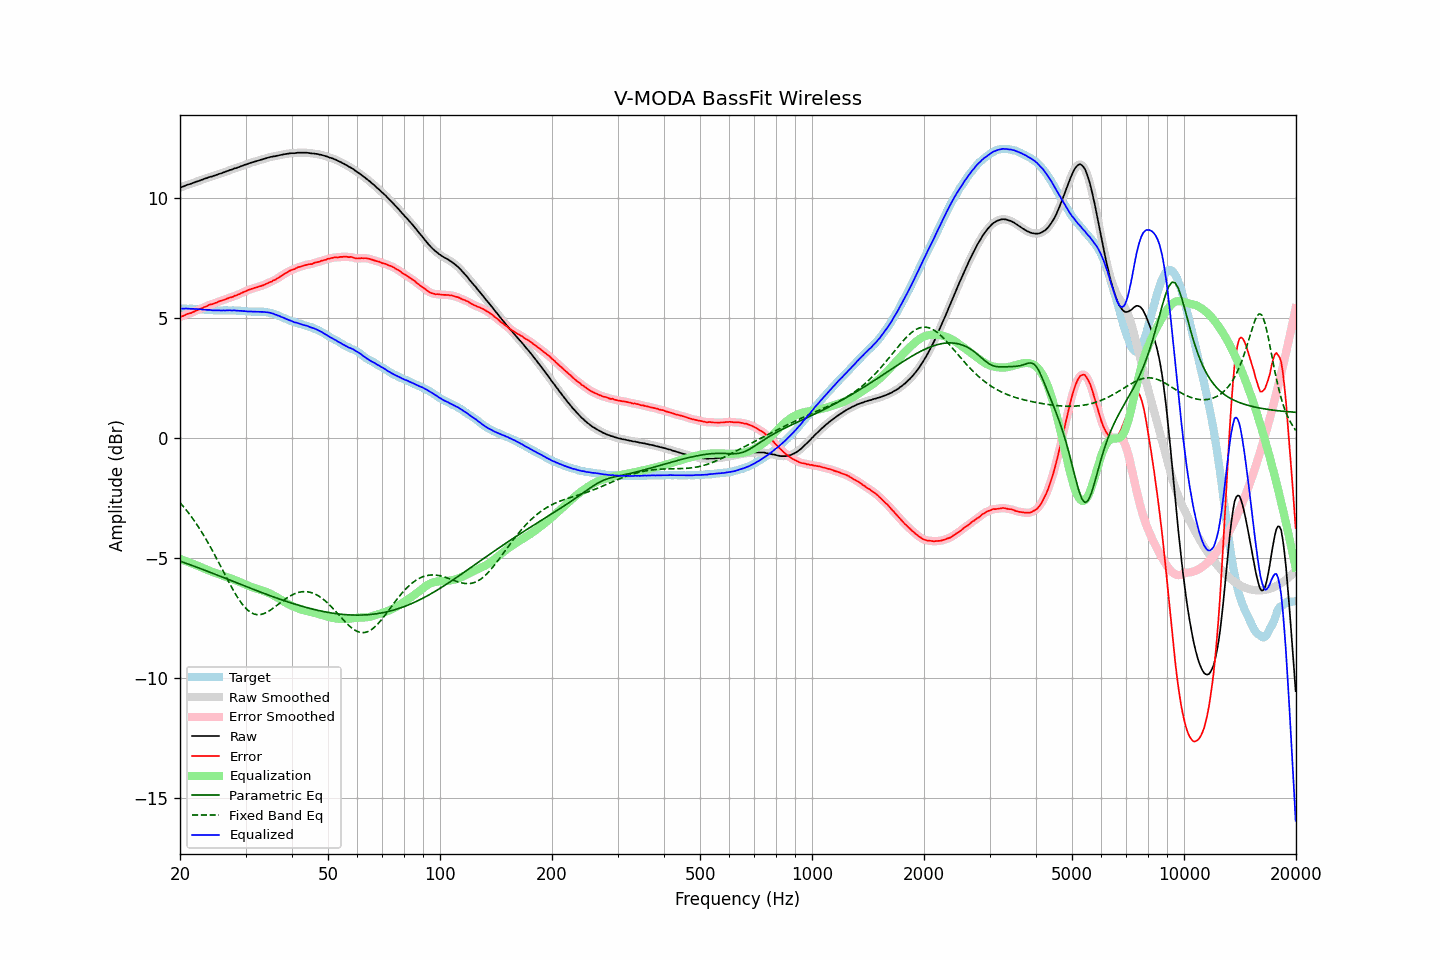 V-MODA BassFit Wireless
Amplitude (dBr)
10
5
0
−5
−10
−15
Target
Raw Smoothed
Error Smoothed
Raw
Error
Equalization
Parametric Eq
Fixed Band Eq
Equalized
20 50 100 200 500 1000 2000 5000 10000 20000
Frequency (Hz)